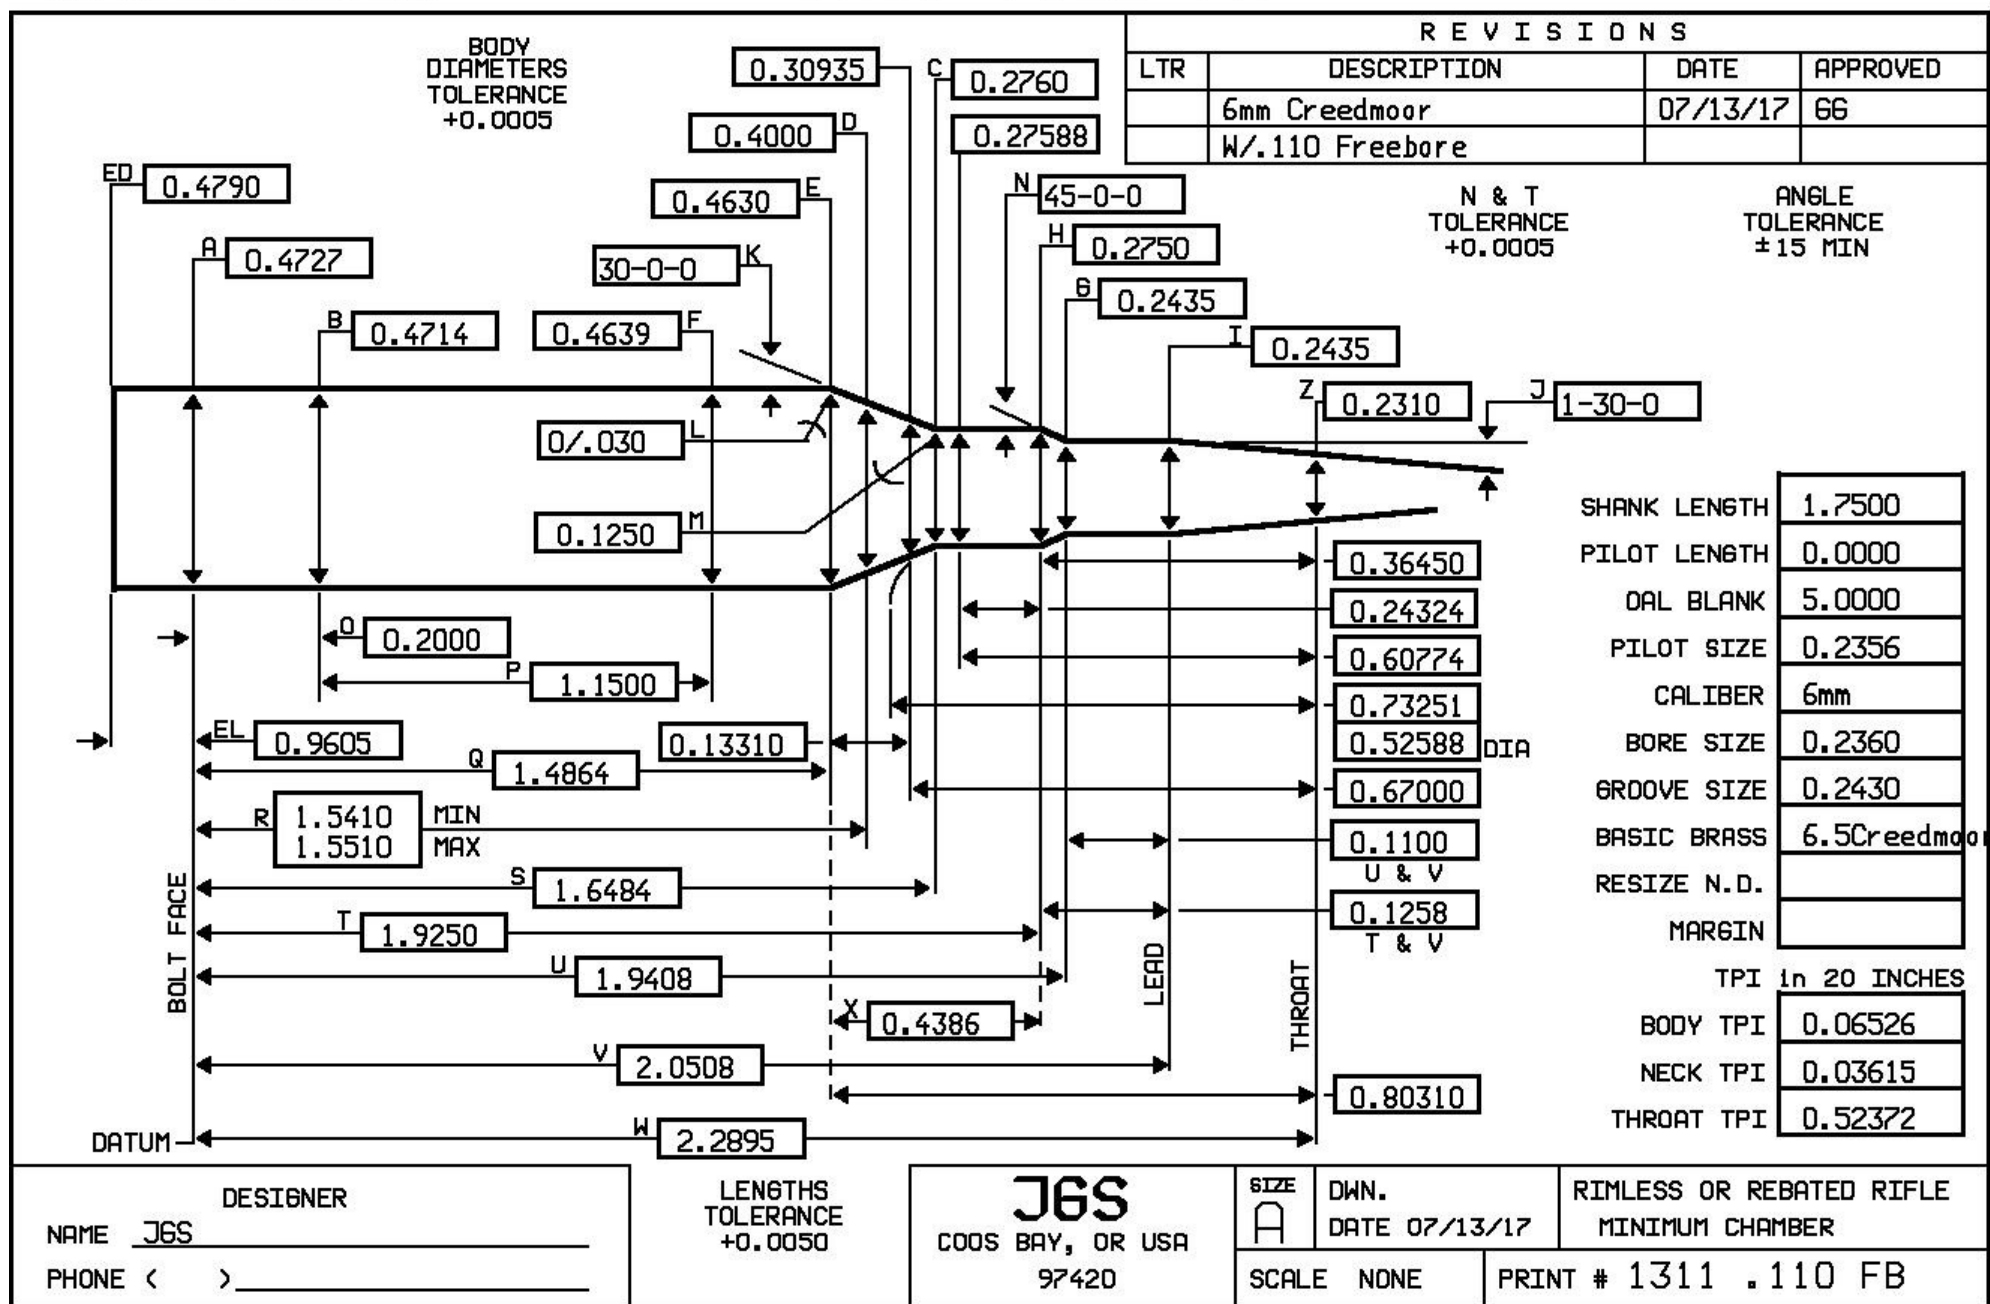 REVISIONS
LTR DESCRIPTION DATE APPROVED
6mm Creedmoor 07/13/17 GG
W/.110 Freebore
BODY
DIAMETERS
TOLERANCE
+0.0005
0.30935
C 0.2760
0.4000 D
0.27588
ED 0.4790
0.4630 E
N 45-0-0
N & T
TOLERANCE
+0.0005
ANGLE
TOLERANCE
±15 MIN
A 0.4727
30-0-0 K
H 0.2750
G 0.2435
B 0.4714
0.4639 F
I 0.2435
Z 0.2310
J 1-30-0
0/.030 L
0.1250 M
SHANK LENGTH 1.7500
PILOT LENGTH 0.0000
OAL BLANK 5.0000
PILOT SIZE 0.2356
CALIBER 6mm
BORE SIZE 0.2360
GROOVE SIZE 0.2430
BASIC BRASS 6.5Creedmoor
RESIZE N.D.
MARGIN
TPI in 20 INCHES
BODY TPI 0.06526
NECK TPI 0.03615
THROAT TPI 0.52372
0.36450
0.24324
O 0.2000
0.60774
P 1.1500
0.73251
EL 0.9605
0.13310
0.52588 DIA
Q 1.4864
0.67000
R 1.5410 MIN
1.5510 MAX
0.1100
U & V
S 1.6484
0.1258
T & V
T 1.9250
U 1.9408
BOLT FACE
LEAD
THROAT
X 0.4386
V 2.0508
0.80310
DATUM
W 2.2895
DESIGNER
NAME JGS
PHONE ( )
LENGTHS
TOLERANCE
+0.0050
JGS
COOS BAY, OR USA
97420
SIZE
A
DWN.
DATE 07/13/17
RIMLESS OR REBATED RIFLE
MINIMUM CHAMBER
SCALE NONE
PRINT # 1311 .110 FB